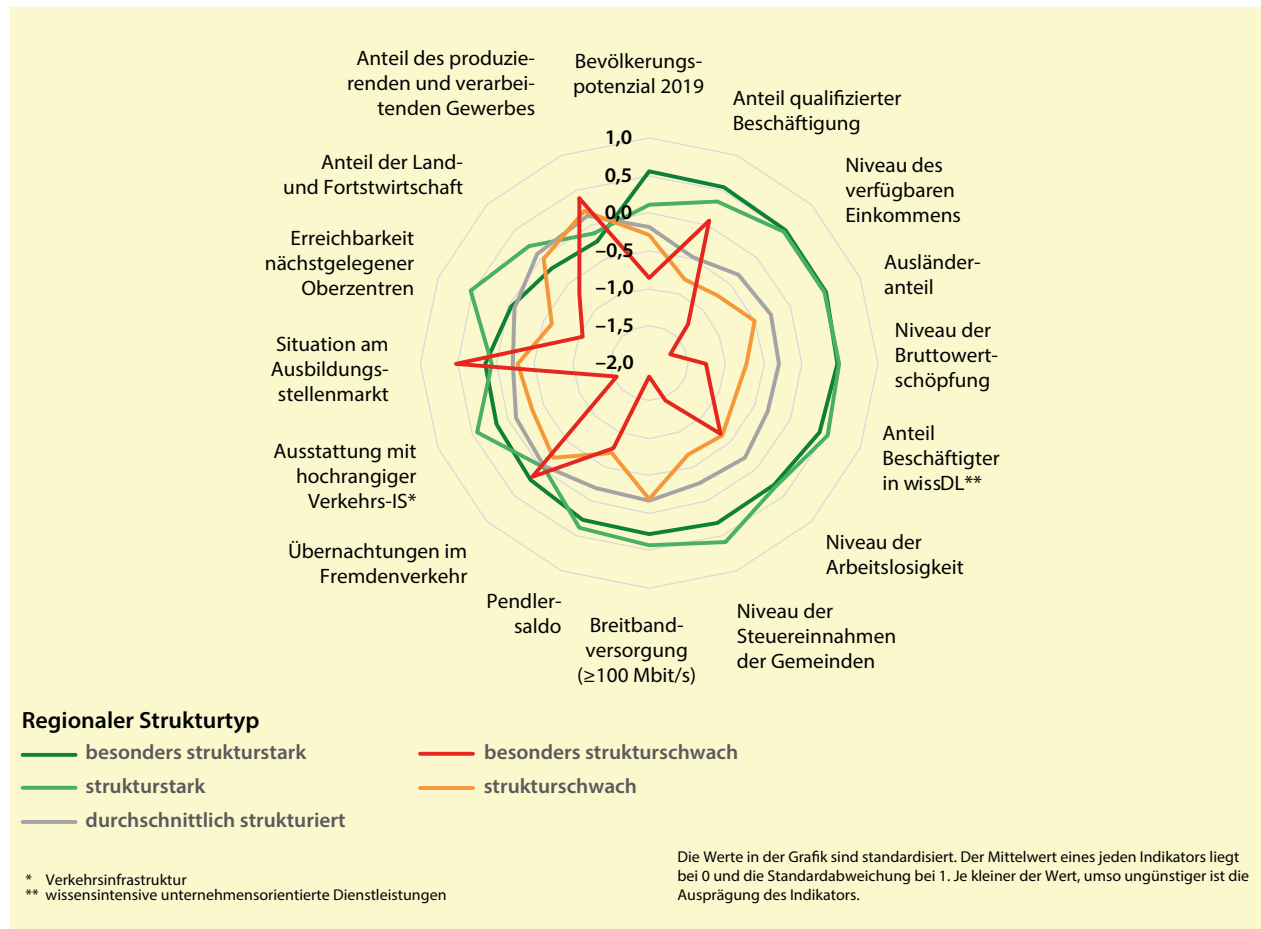 Anteil des produzie-
renden und verarbei-
tenden Gewerbes
Bevölkerungs-
potenzial 2019
Anteil qualifizierter
Beschäftigung
Niveau des
verfügbaren
Einkommens
Ausländer-
anteil
Niveau der
Bruttowert-
schöpfung
Anteil
Beschäftigter
in wissDL**
Niveau der
Arbeitslosigkeit
Niveau der
Steuereinnahmen
der Gemeinden
Breitband-
versorgung
(≥100 Mbit/s)
Pendler-
saldo
Übernachtungen im
Fremdenverkehr
Ausstattung mit
hochrangiger
Verkehrs-IS*
Situation am
Ausbildungs-
stellenmarkt
Erreichbarkeit
nächstgelegener
Oberzentren
Anteil der Land-
und Fortstwirtschaft
1,0
0,5
0,0
–0,5
–1,0
–1,5
–2,0
Regionaler Strukturtyp
besonders strukturstark
strukturstark
durchschnittlich strukturiert
besonders strukturschwach
strukturschwach
* Verkehrsinfrastruktur
** wissensintensive unternehmensorientierte Dienstleistungen
Die Werte in der Grafik sind standardisiert. Der Mittelwert eines jeden Indikators liegt
bei 0 und die Standardabweichung bei 1. Je kleiner der Wert, umso ungünstiger ist die
Ausprägung des Indikators.